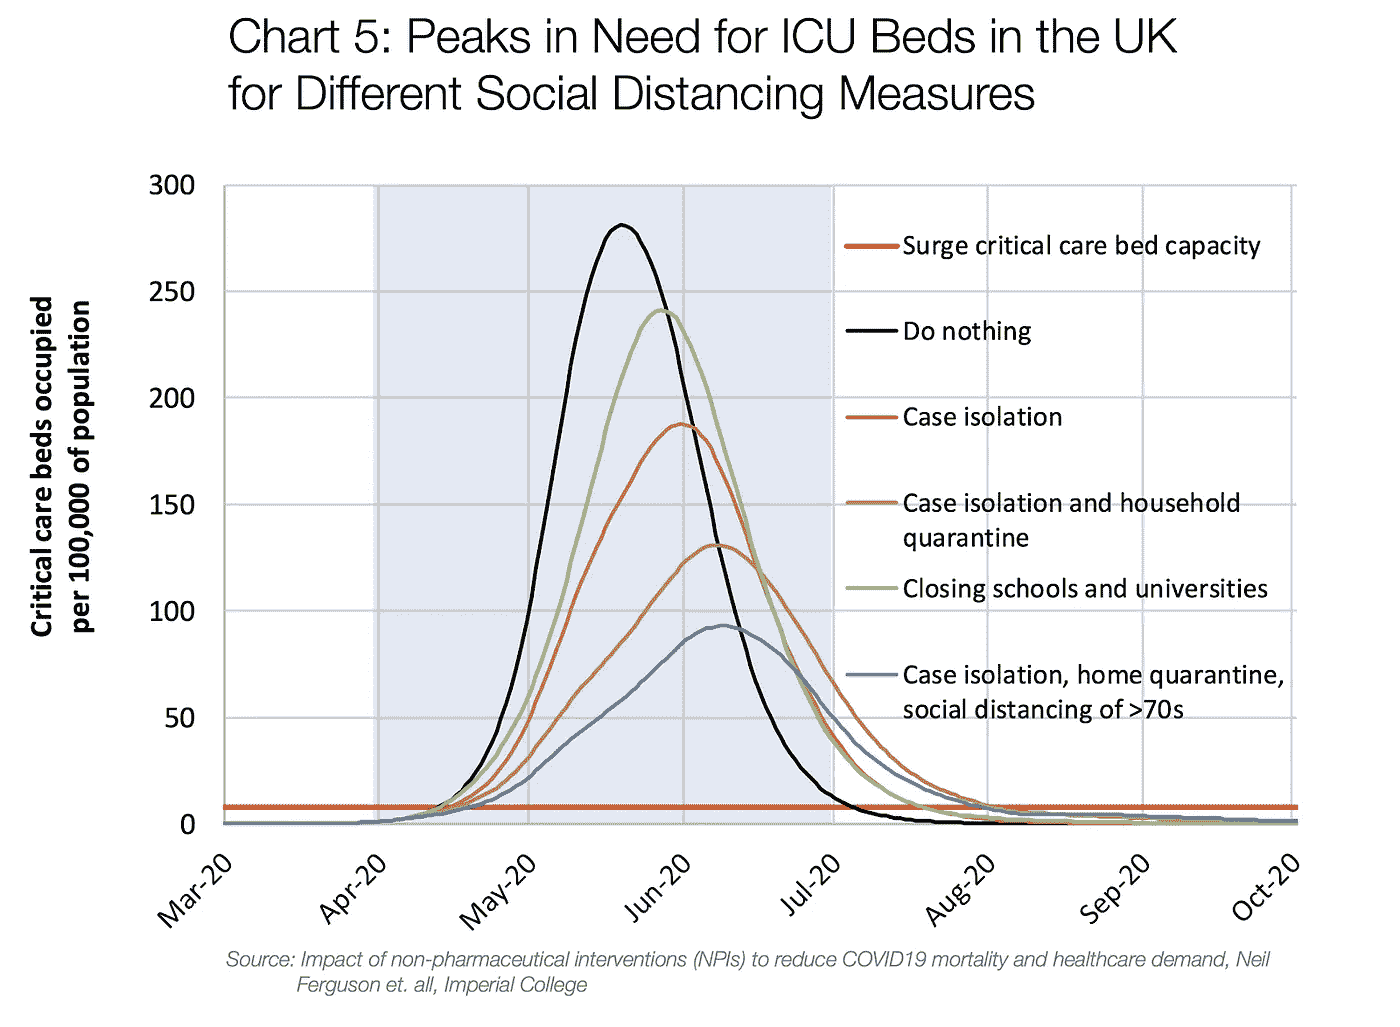 Chart 5: Peaks in Need for ICU Beds in the UK
for Different Social Distancing Measures
Critical care beds occupied
per 100,000 of population
300
250
200
150
100
50
0
Surge critical care bed capacity
Do nothing
Case isolation
Case isolation and household
quarantine
Closing schools and universities
Case isolation, home quarantine,
social distancing of >70s
Mar-20
Apr-20
May-20
Jun-20
Jul-20
Aug-20
Sep-20
Oct-20
Source: Impact of non-pharmaceutical interventions (NPIs) to reduce COVID19 mortality and healthcare demand, Neil
Ferguson et. all, Imperial College